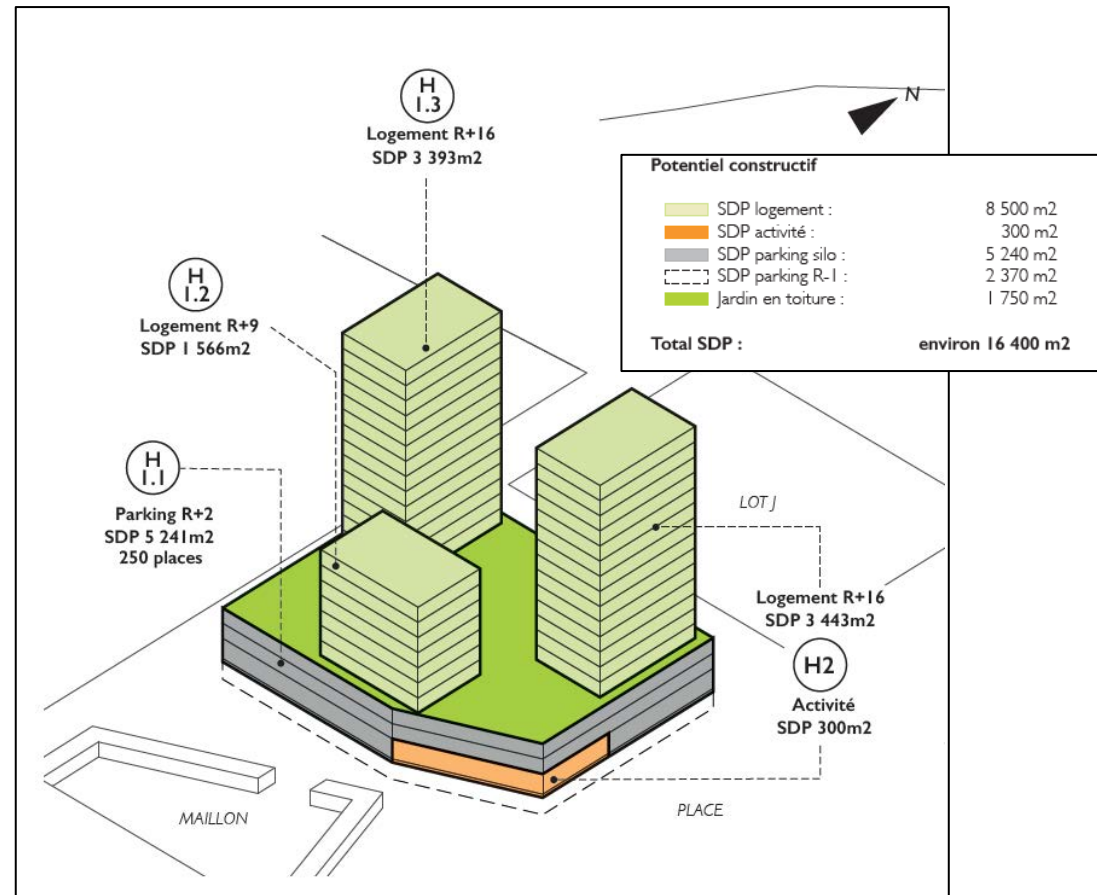 H
1.3
Logement R+16
SDP 3 393m2
N
Potentiel constructif
SDP logement : 8 500 m2
SDP activité : 300 m2
SDP parking silo : 5 240 m2
SDP parking R-1 : 2 370 m2
Jardin en toiture : 1 750 m2
Total SDP : environ 16 400 m2
H
1.2
Logement R+9
SDP 1 566m2
H
1.1
Parking R+2
SDP 5 241m2
250 places
LOT J
Logement R+16
SDP 3 443m2
H2
Activité
SDP 300m2
MAILLON
PLACE